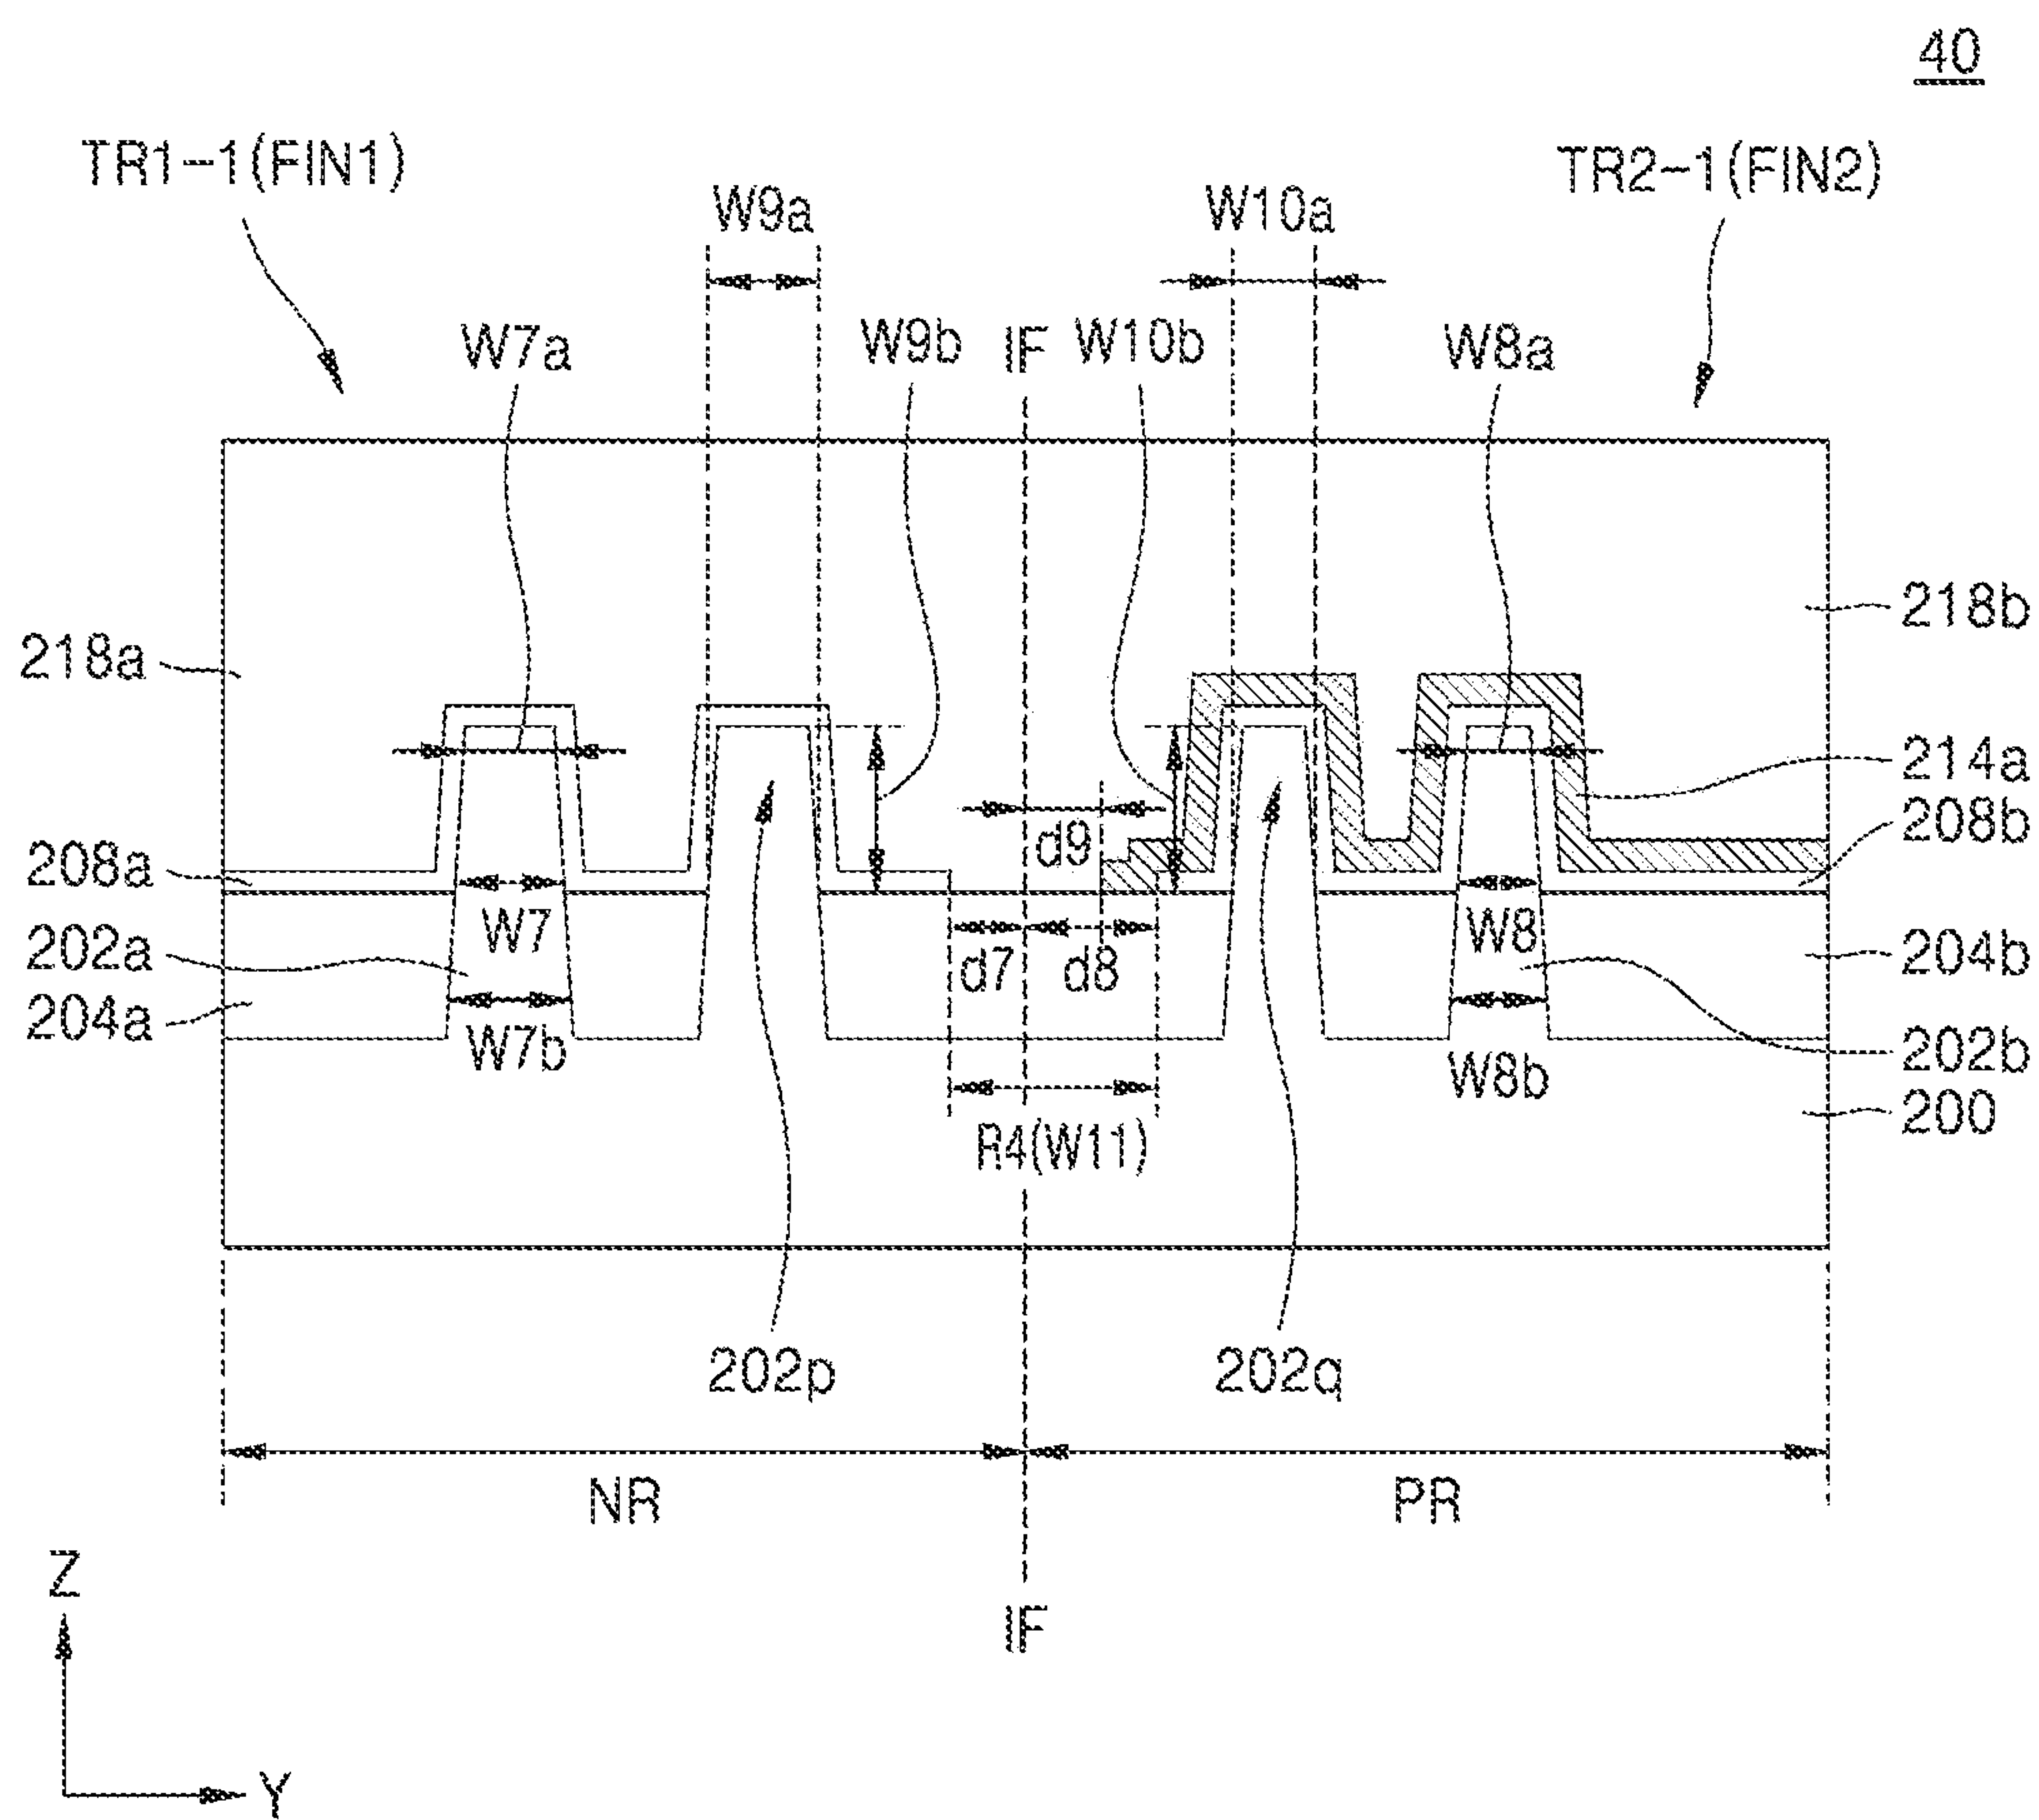 40
TR1-1(FIN1)
TR2-1(FIN2)
W9a
W10a
W7a
W9b
IF
W10b
W8a
218b
218a
214a
208b
d9
208a
W7
W8
202a
d7
d8
204b
204a
W7b
W8b
202b
200
R4(W11)
202p
202q
NR
PR
Z
IF
Y